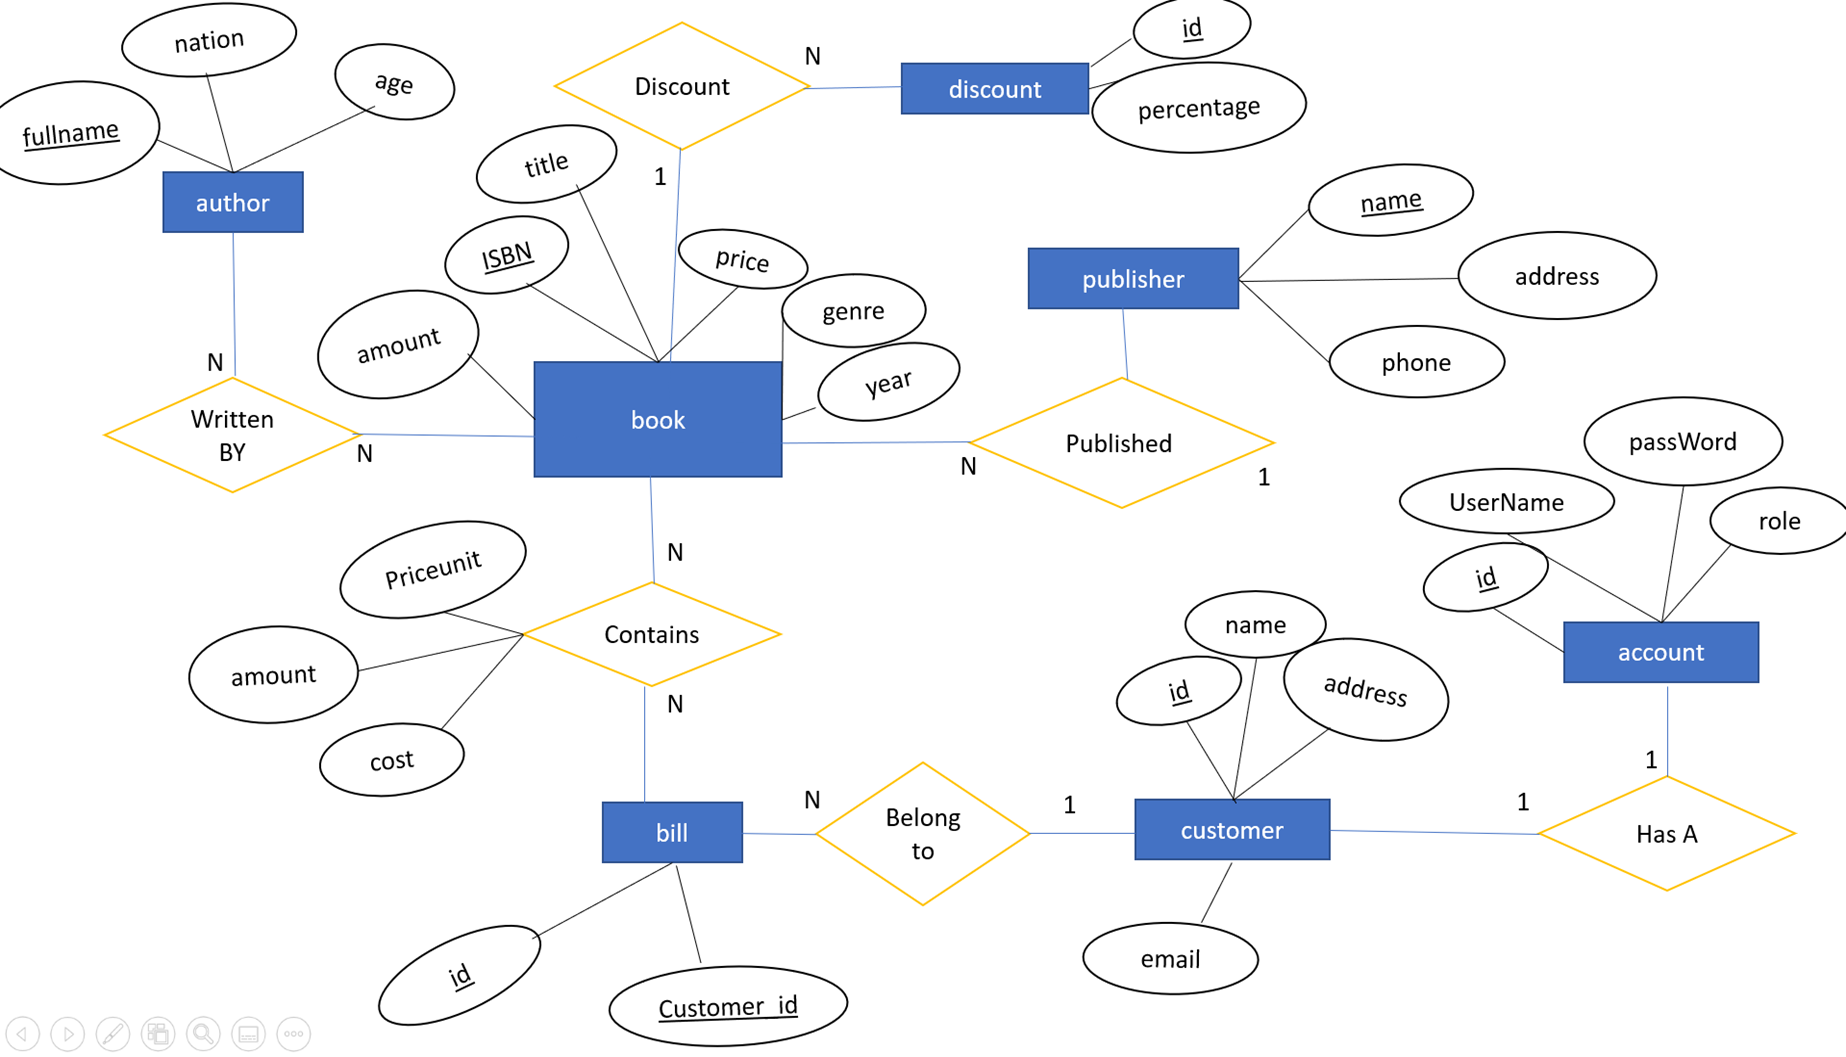 nation
fullname
age
author
Discount
N
discount
id
percentage
1
title
ISBN
price
genre
amount
year
book
publisher
name
address
phone
N
Written
BY
N
Published
N
1
passWord
UserName
role
id
account
Priceunit
amount
cost
N
Contains
N
name
id
address
1
bill
N
Belong
to
1
customer
1
Has A
email
id
Customer_id